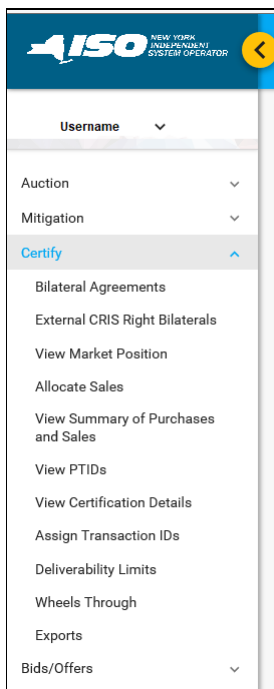 ISO
NEW YORK
INDEPENDENT
SYSTEM OPERATOR
Username
Auction
Mitigation
Certify
Bilateral Agreements
External CRIS Right Bilaterals
View Market Position
Allocate Sales
View Summary of Purchases
and Sales
View PTIDs
View Certification Details
Assign Transaction IDs
Deliverability Limits
Wheels Through
Exports
Bids/Offers